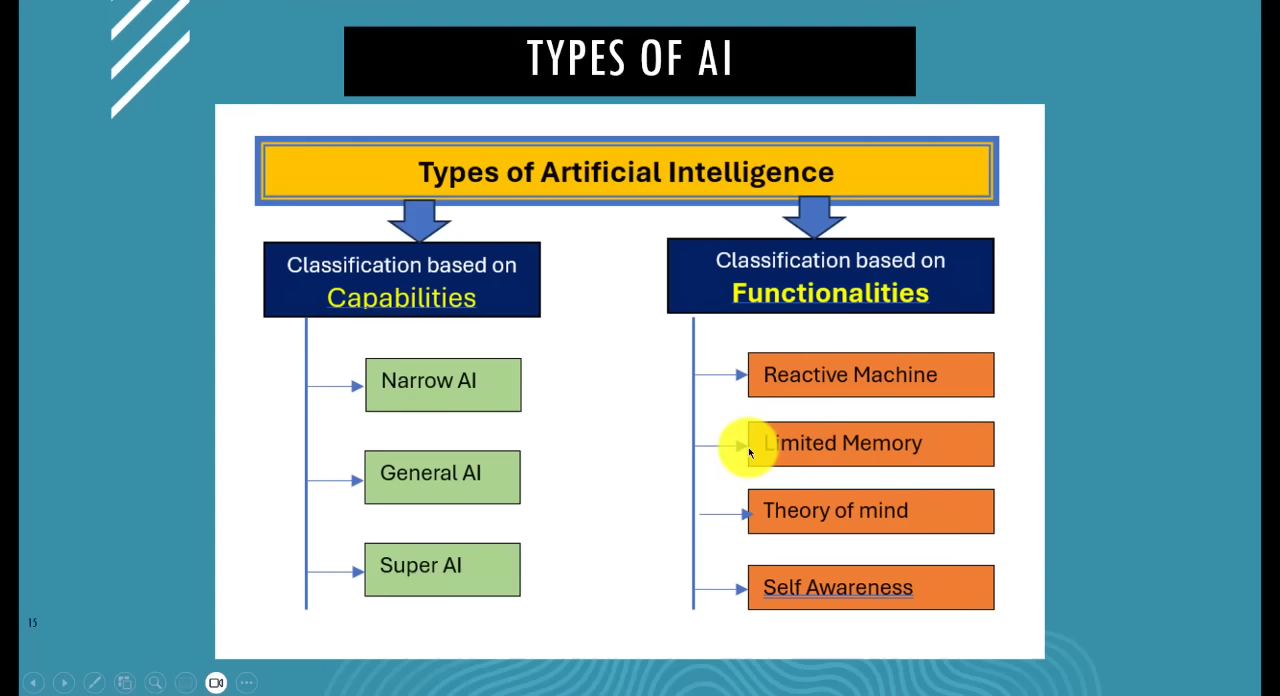 TYPES OF AI
Types of Artificial Intelligence
Classification based on
Capabilities
Narrow AI
General AI
Super AI
Classification based on
Functionalities
Reactive Machine
Limited Memory
Theory of mind
Self Awareness
15